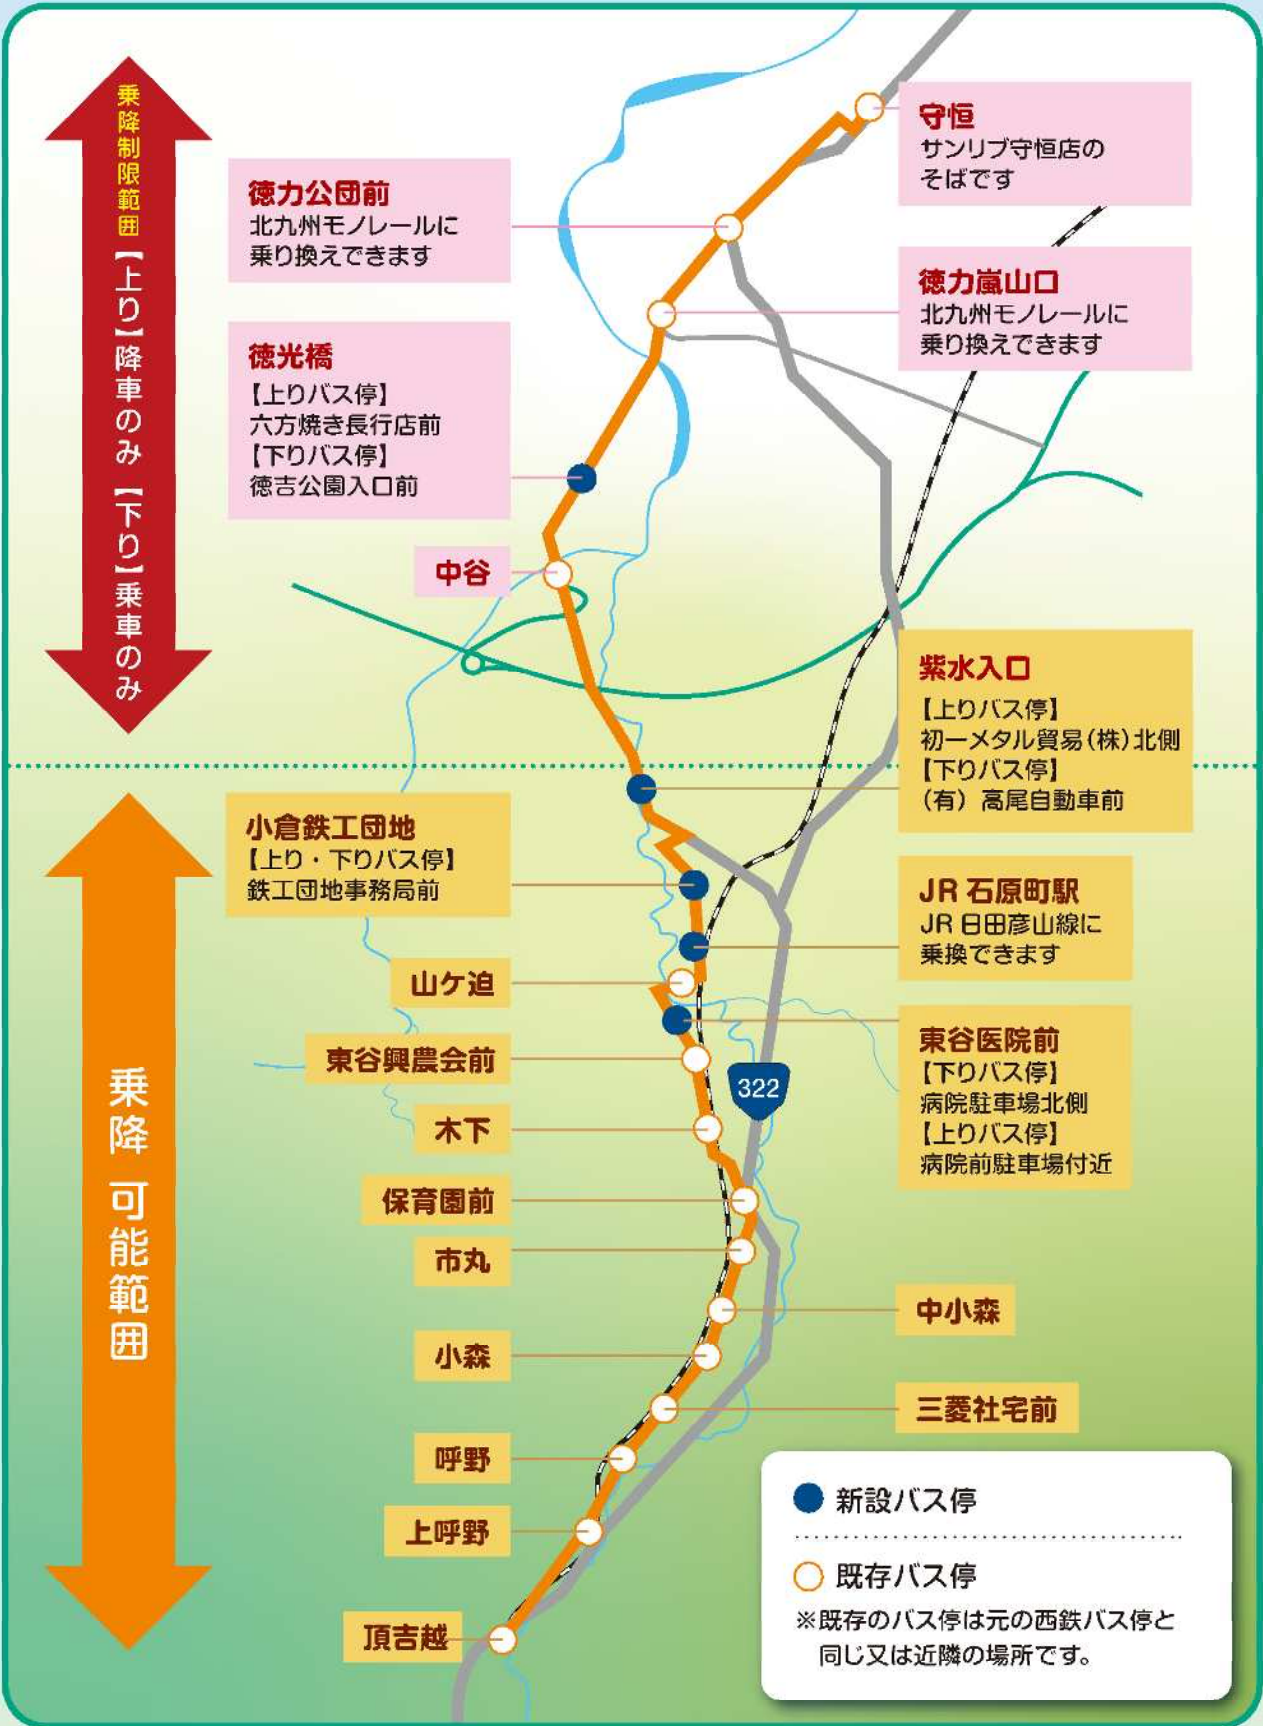 乗降制限範囲【上り】降車のみ【下り】乗車のみ
守恒
サンリブ守恒店の
そばです
徳力公団前
北九州モノレールに
乗り換えできます
徳力嵐山口
北九州モノレールに
乗り換えできます
徳光橋
【上りバス停】
六方焼き長行店前
【下りバス停】
徳吉公園入口前
中谷
紫水入口
【上りバス停】
初一メタル貿易(株)北側
【下りバス停】
(有)高尾自動車前
乗降 可能範囲
小倉鉄工団地
【上り・下りバス停】
鉄工団地事務局前
JR 石原町駅
JR 日田彦山線に
乗換できます
山ケ迫
東谷医院前
【下りバス停】
病院駐車場北側
【上りバス停】
病院前駐車場付近
東谷興農会前
322
木下
保育園前
市丸
中小森
小森
三菱社宅前
呼野
上呼野
頂吉越
新設バス停
既存バス停
※既存のバス停は元の西鉄バス停と
同じ又は近隣の場所です。